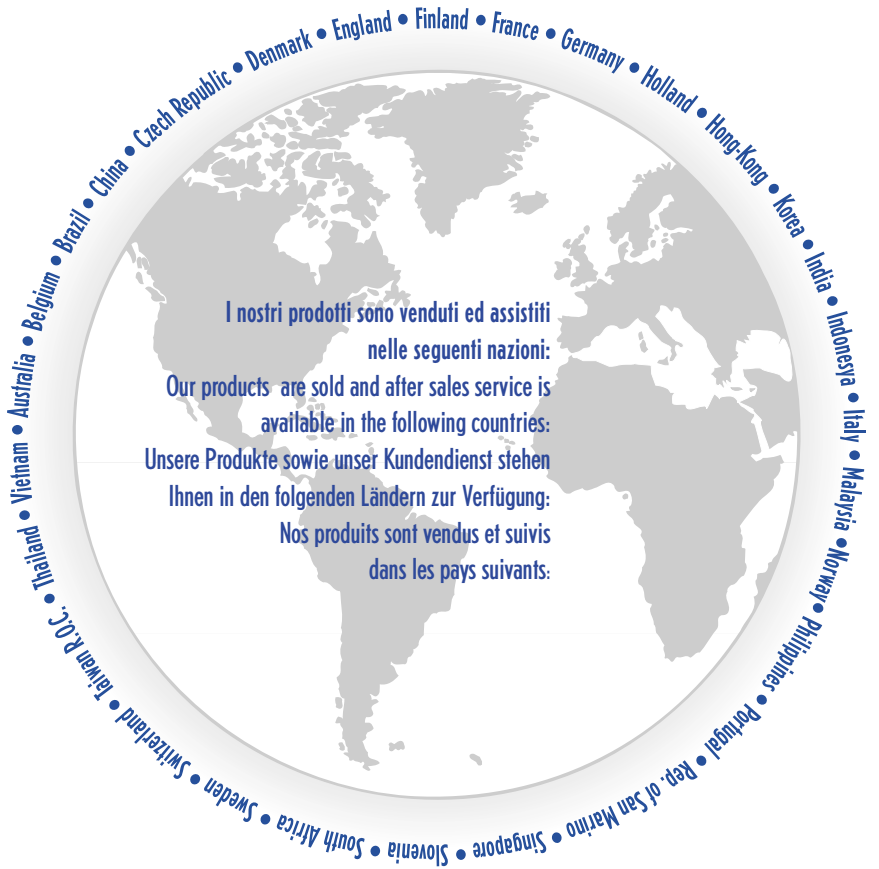 Australia • Belgium • Brazil • China • Czech Republic • Denmark • England • Finland • France • Germany • Holland • Hong-Kong • Korea • India • Indonesya • Italy • Malaysia • Norway • Philippines • Portugal • Rep. of San Marino • Singapore • Slovenia • South Africa • Sweden • Switzerland • Taiwan R.O.C. • Thailand • Vietnam •
I nostri prodotti sono venduti ed assistiti
nelle seguenti nazioni:
Our products are sold and after sales service is
available in the following countries:
Unsere Produkte sowie unser Kundendienst stehen
Ihnen in den folgenden Ländern zur Verfügung:
Nos produits sont vendus et suivis
dans les pays suivants: